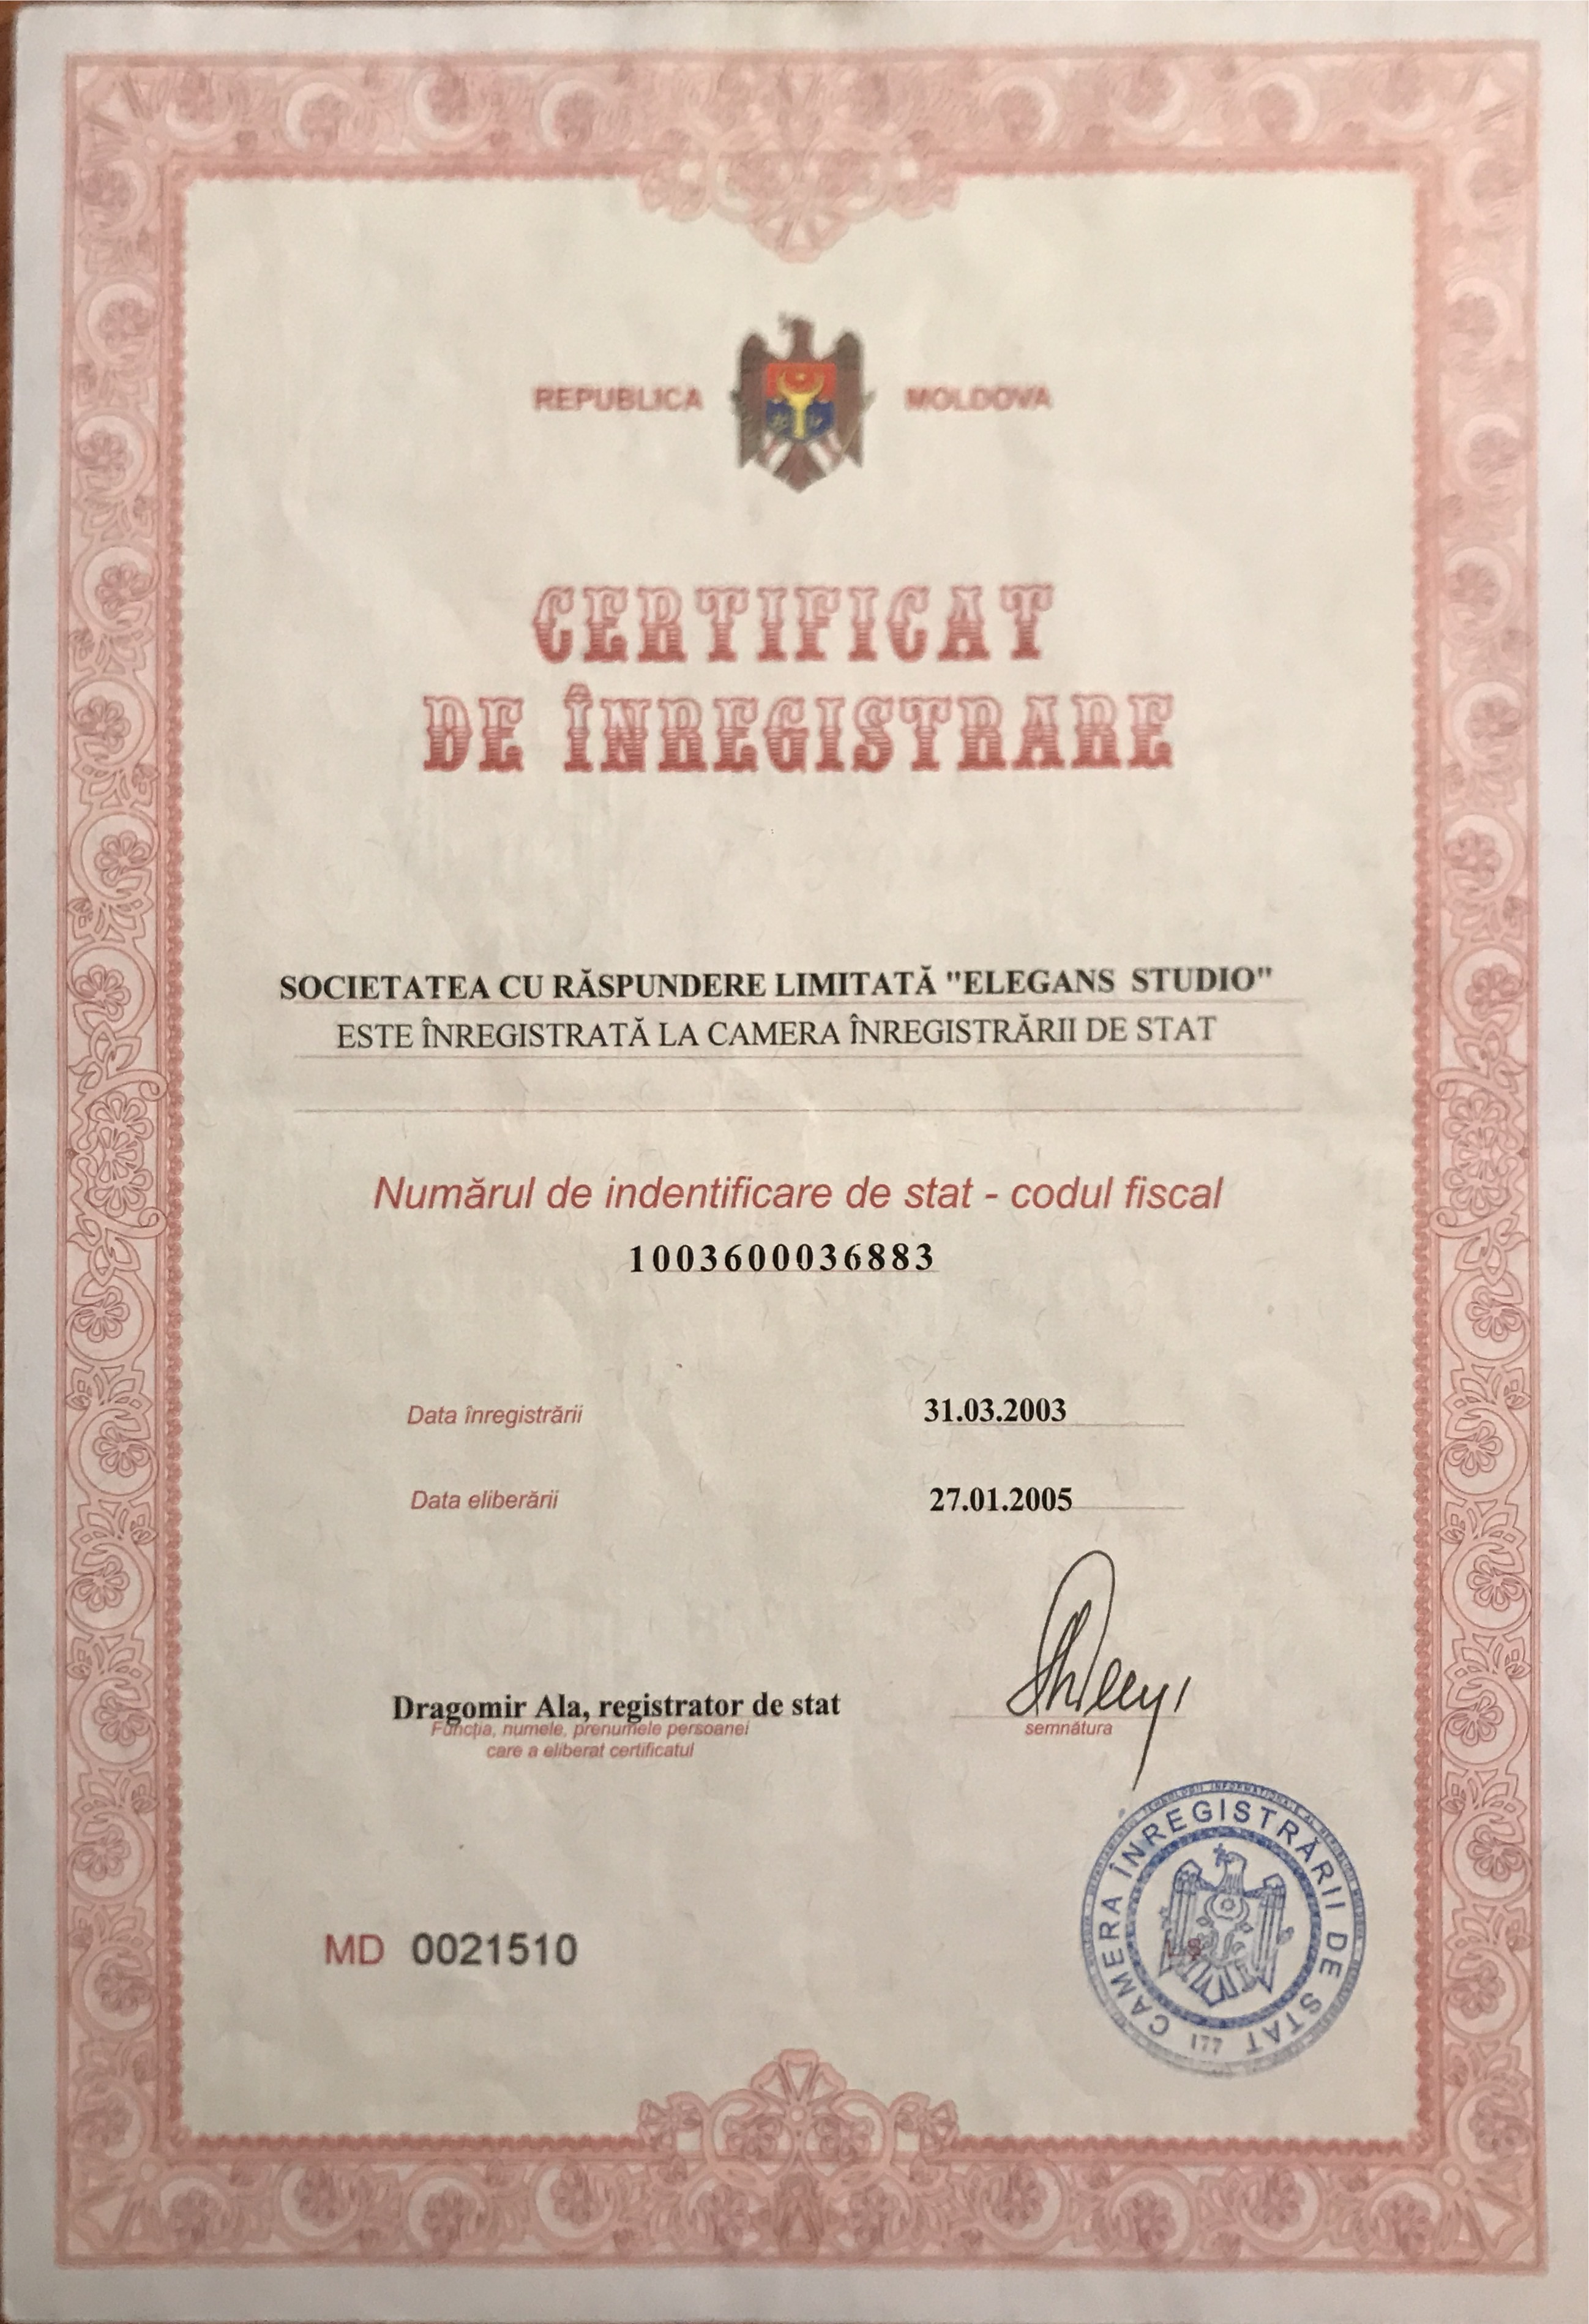 REPUBLICA MOLDOVA
CERTIFICAT
DE ÎNREGISTRARE
SOCIETATEA CU RĂSPUNDERE LIMITATĂ "ELEGANS STUDIO"
ESTE ÎNREGISTRATĂ LA CAMERA ÎNREGISTRĂRII DE STAT
Numărul de indentificare de stat - codul fiscal
1003600036883
Data înregistrării 31.03.2003
Data eliberării 27.01.2005
Dragomir Ala, registrator de stat
Funcția, numele, prenumele persoanei
care a eliberat certificatul
semnătura
MD 0021510
CAMERA ÎNREGISTRĂRII DE STAT
177